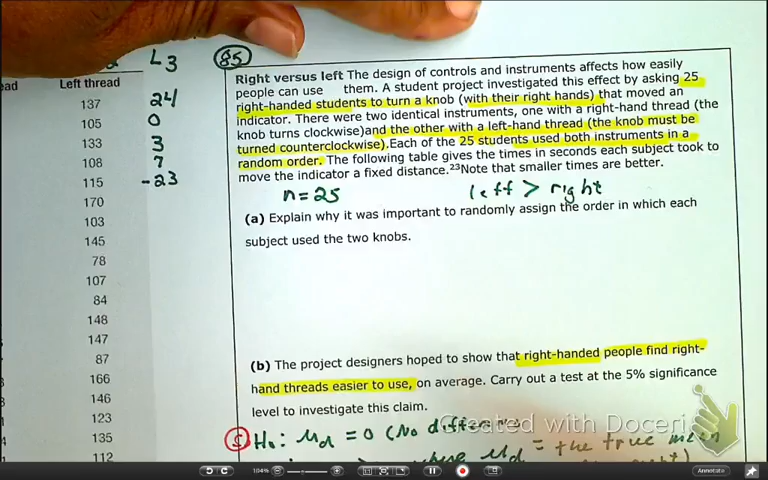 L3
85
ead
Left thread
137
24
105
0
133
3
108
7
115
-23
170
103
145
78
107
84
148
147
87
166
146
123
135
112
Right versus left The design of controls and instruments affects how easily
people can use them. A student project investigated this effect by asking 25
right-handed students to turn a knob (with their right hands) that moved an
indicator. There were two identical instruments, one with a right-hand thread (the
knob turns clockwise)and the other with a left-hand thread (the knob must be
turned counterclockwise).Each of the 25 students used both instruments in a
random order. The following table gives the times in seconds each subject took to
move the indicator a fixed distance.23Note that smaller times are better.
n=25 left > right
(a) Explain why it was important to randomly assign the order in which each
subject used the two knobs.
(b) The project designers hoped to show that right-handed people find right-
hand threads easier to use, on average. Carry out a test at the 5% significance
level to investigate this claim.
Created with Doceri
S H₀: μd = 0 (No
where μd = the true mean
104%
Annotate